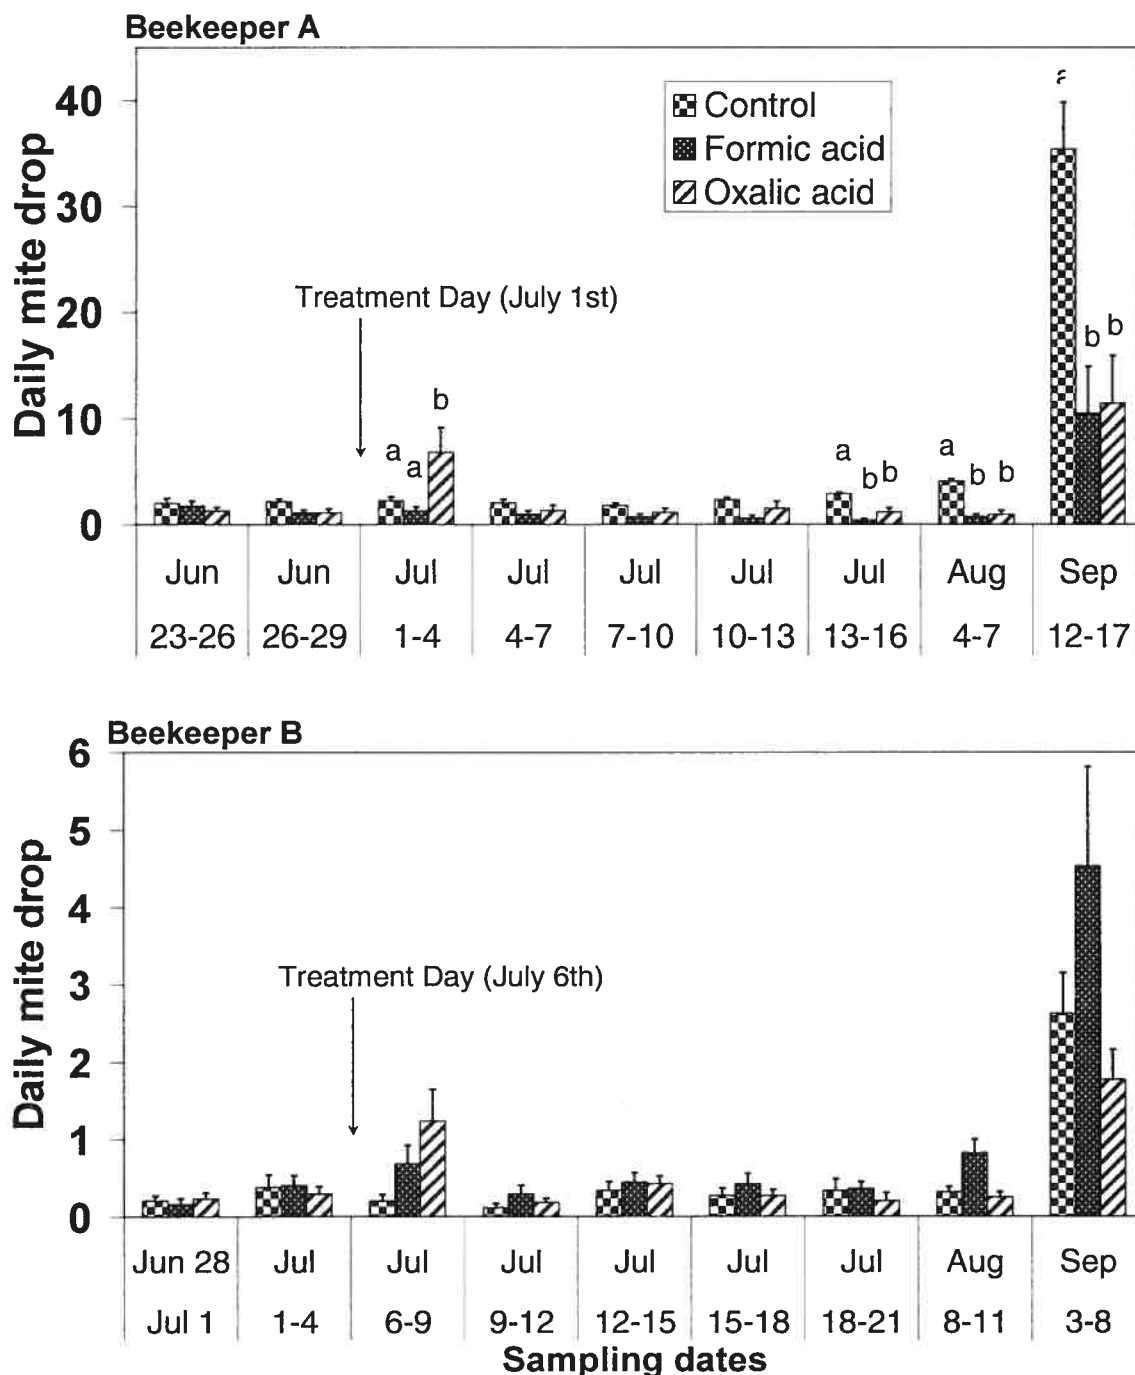 Beekeeper A
Daily mite drop
40
30
20
10
0
Control
Formic acid
Oxalic acid
Treatment Day (July 1st)
a
a
b
a
b
b
a
b
b
b
b
Jun Jun Jul Jul Jul Jul Jul Aug Sep
23-26 26-29 1-4 4-7 7-10 10-13 13-16 4-7 12-17
Beekeeper B
Daily mite drop
6
5
4
3
2
1
0
Treatment Day (July 6th)
Jun 28 Jul Jul Jul Jul Jul Jul Aug Sep
Jul 1 1-4 6-9 9-12 12-15 15-18 18-21 8-11 3-8
Sampling dates